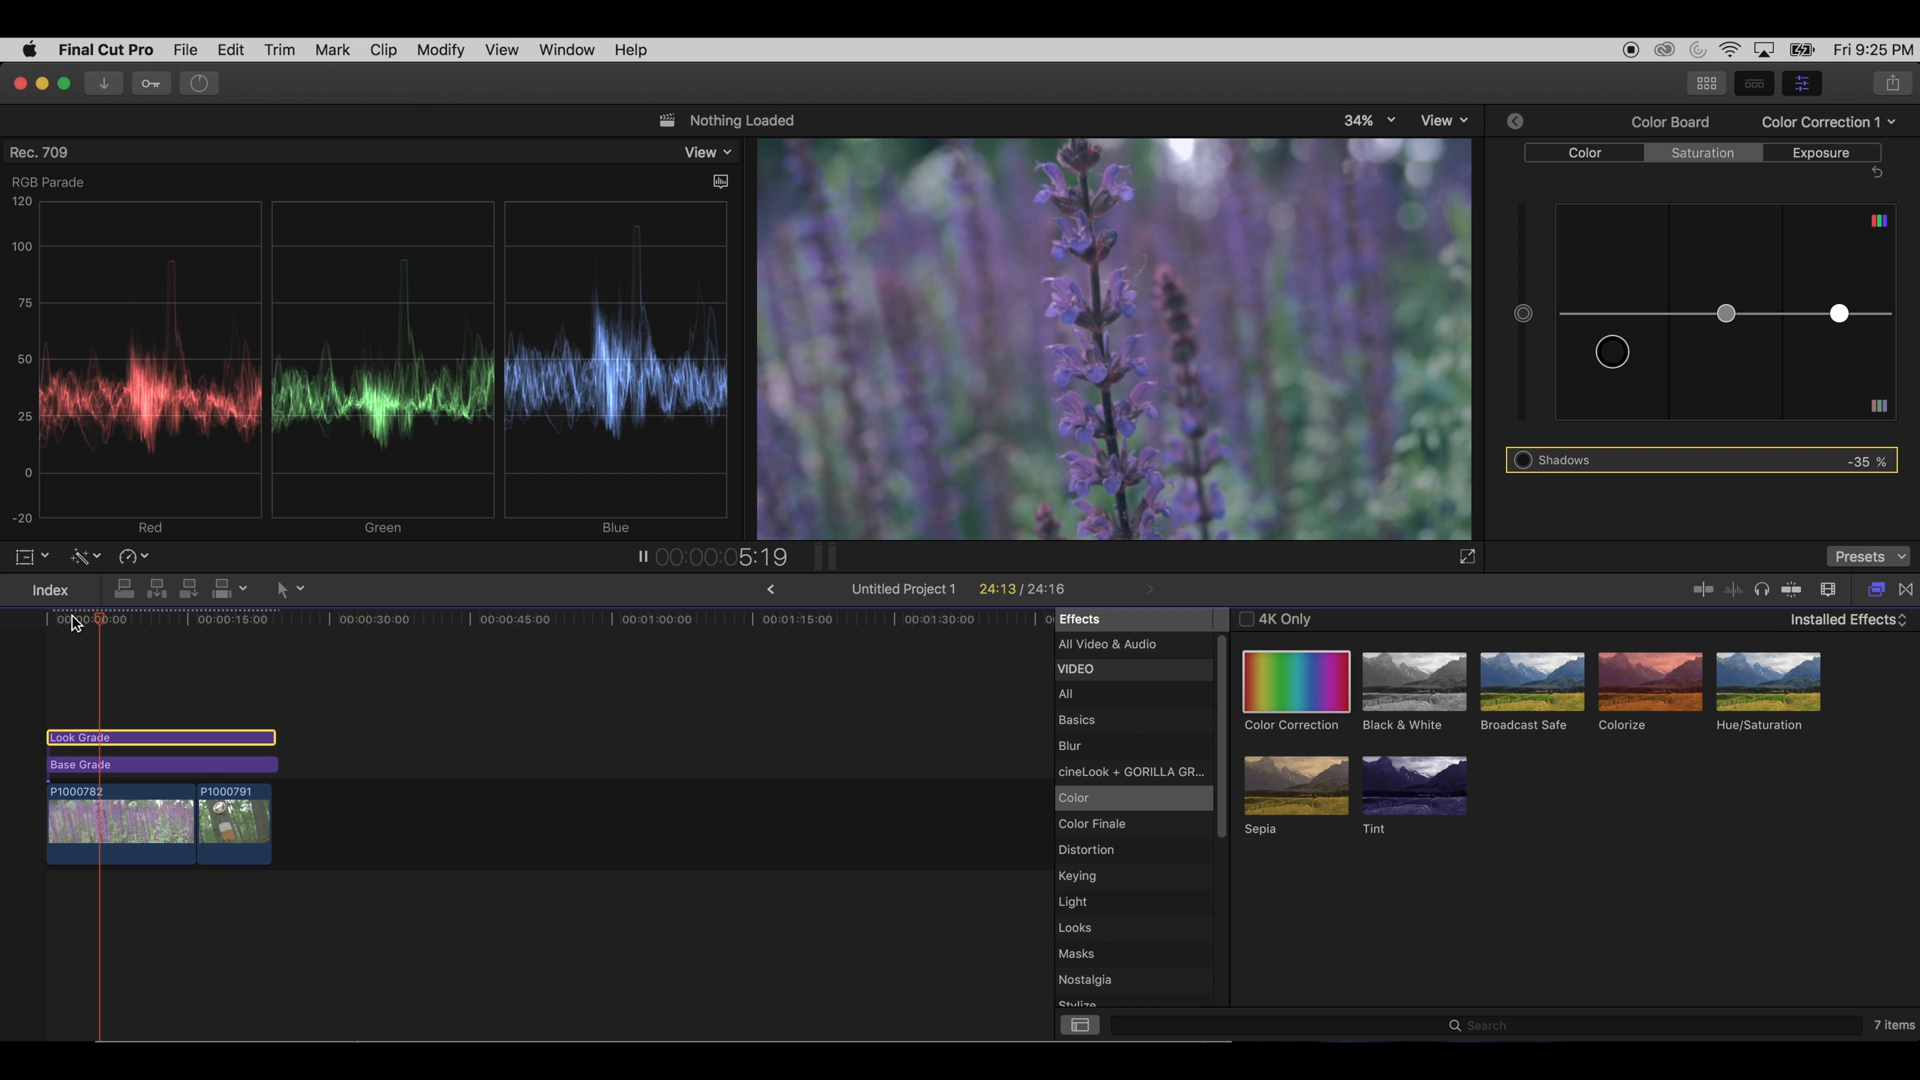 Final Cut Pro File Edit Trim Mark Clip Modify View Window Help Fri 9:25 PM
Nothing Loaded 34% View
Color Board Color Correction 1
Rec. 709 View
Color Saturation Exposure
RGB Parade
120
100
75
50
25
0
-20
Red Green Blue
Shadows -35 %
00:00:05:19
Presets
Index
Untitled Project 1 24:13 / 24:16
00:00:15:00 00:00:30:00 00:00:45:00 00:01:00:00 00:01:15:00 00:01:30:00
Look Grade
Base Grade
P1000782 P1000791
Effects
All Video & Audio
VIDEO
All
Basics
Blur
cineLook + GORILLA GR...
Color
Color Finale
Distortion
Keying
Light
Looks
Masks
Nostalgia
Stylize
4K Only Installed Effects
Color Correction Black & White Broadcast Safe Colorize Hue/Saturation
Sepia Tint
Search 7 items